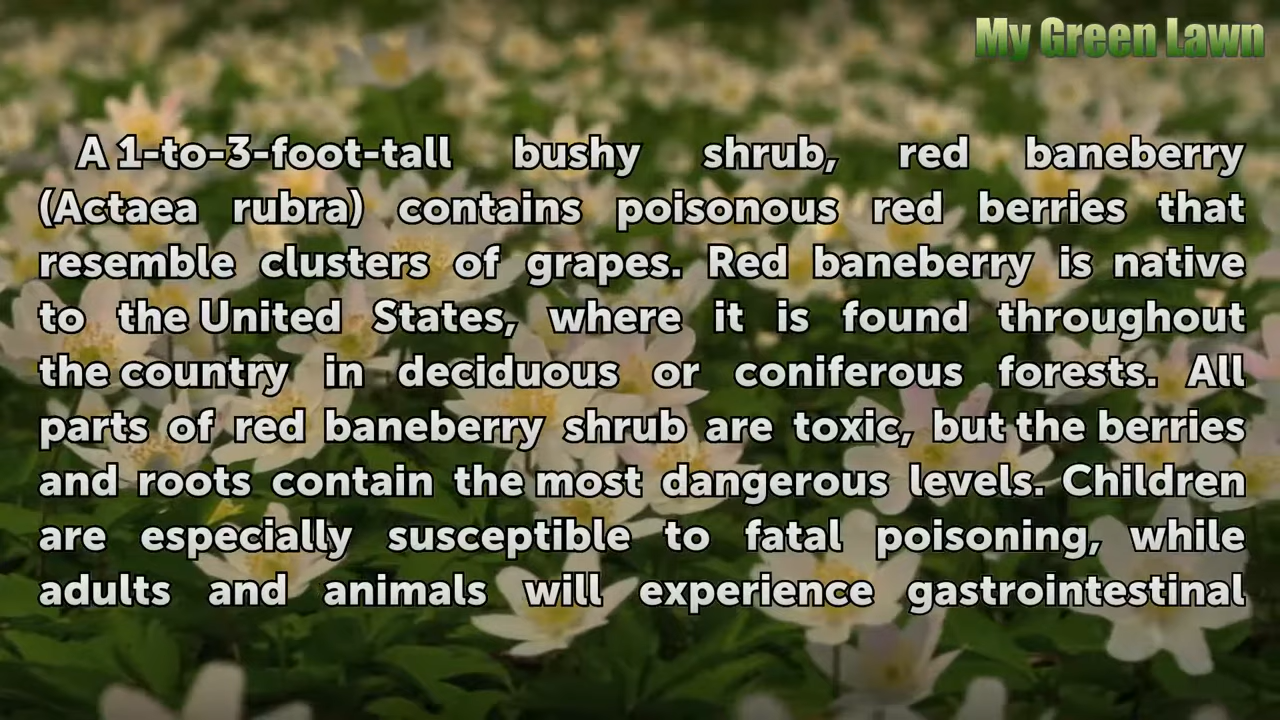 My Green Lawn
A 1-to-3-foot-tall bushy shrub, red baneberry
(Actaea rubra) contains poisonous red berries that
resemble clusters of grapes. Red baneberry is native
to the United States, where it is found throughout
the country in deciduous or coniferous forests. All
parts of red baneberry shrub are toxic, but the berries
and roots contain the most dangerous levels. Children
are especially susceptible to fatal poisoning, while
adults and animals will experience gastrointestinal